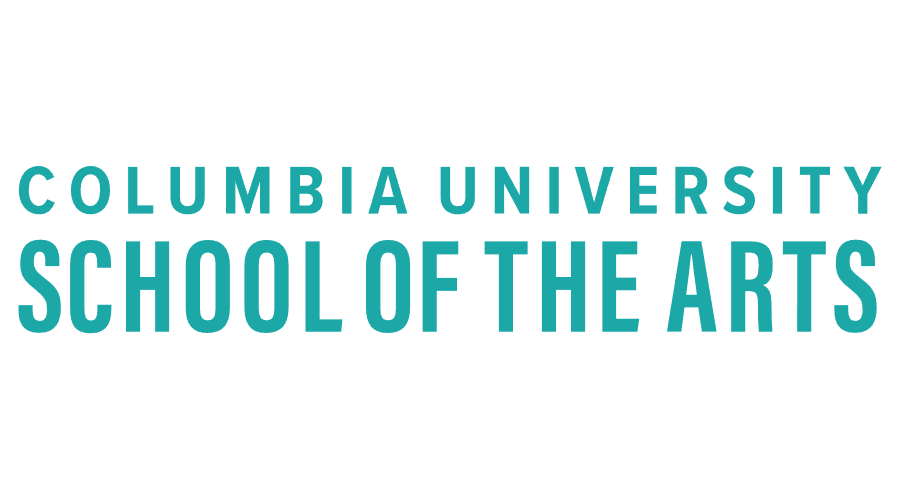 COLUMBIA UNIVERSITY
SCHOOL OF THE ARTS